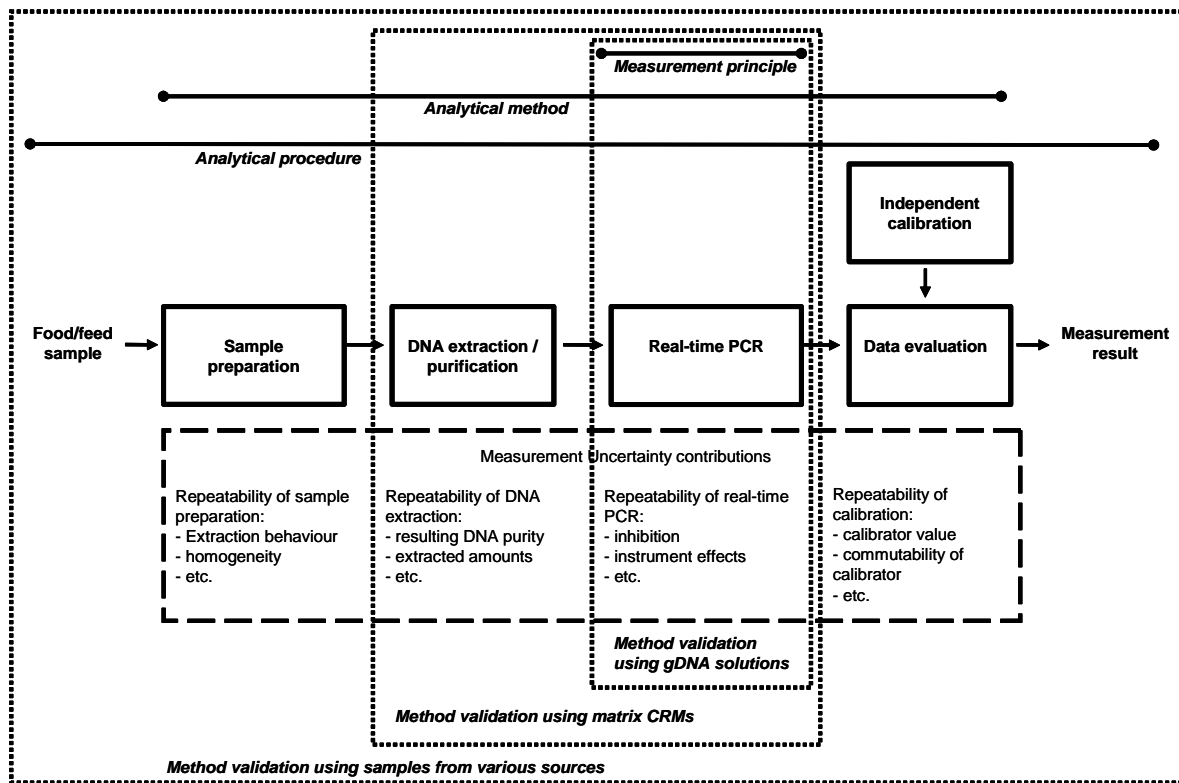 Measurement principle
Analytical method
Analytical procedure
Independent
calibration
Food/feed
sample
Sample
preparation
DNA extraction /
purification
Real-time PCR
Data evaluation
Measurement
result
Measurement Uncertainty contributions
Repeatability of sample
preparation:
- Extraction behaviour
- homogeneity
- etc.
Repeatability of DNA
extraction:
- resulting DNA purity
- extracted amounts
- etc.
Repeatability of real-time
PCR:
- inhibition
- instrument effects
- etc.
Repeatability of
calibration:
- calibrator value
- commutability of
calibrator
- etc.
Method validation
using gDNA solutions
Method validation using matrix CRMs
Method validation using samples from various sources